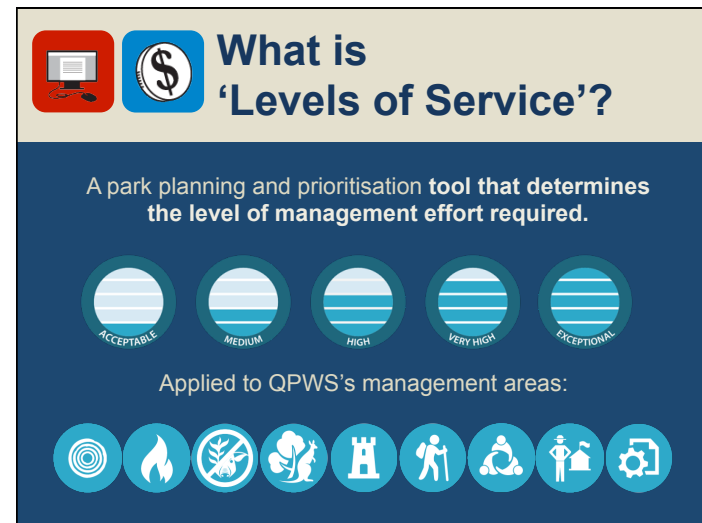 What is
‘Levels of Service’?
A park planning and prioritisation tool that determines
the level of management effort required.
ACCEPTABLE
MEDIUM
HIGH
VERY HIGH
EXCEPTIONAL
Applied to QPWS’s management areas: